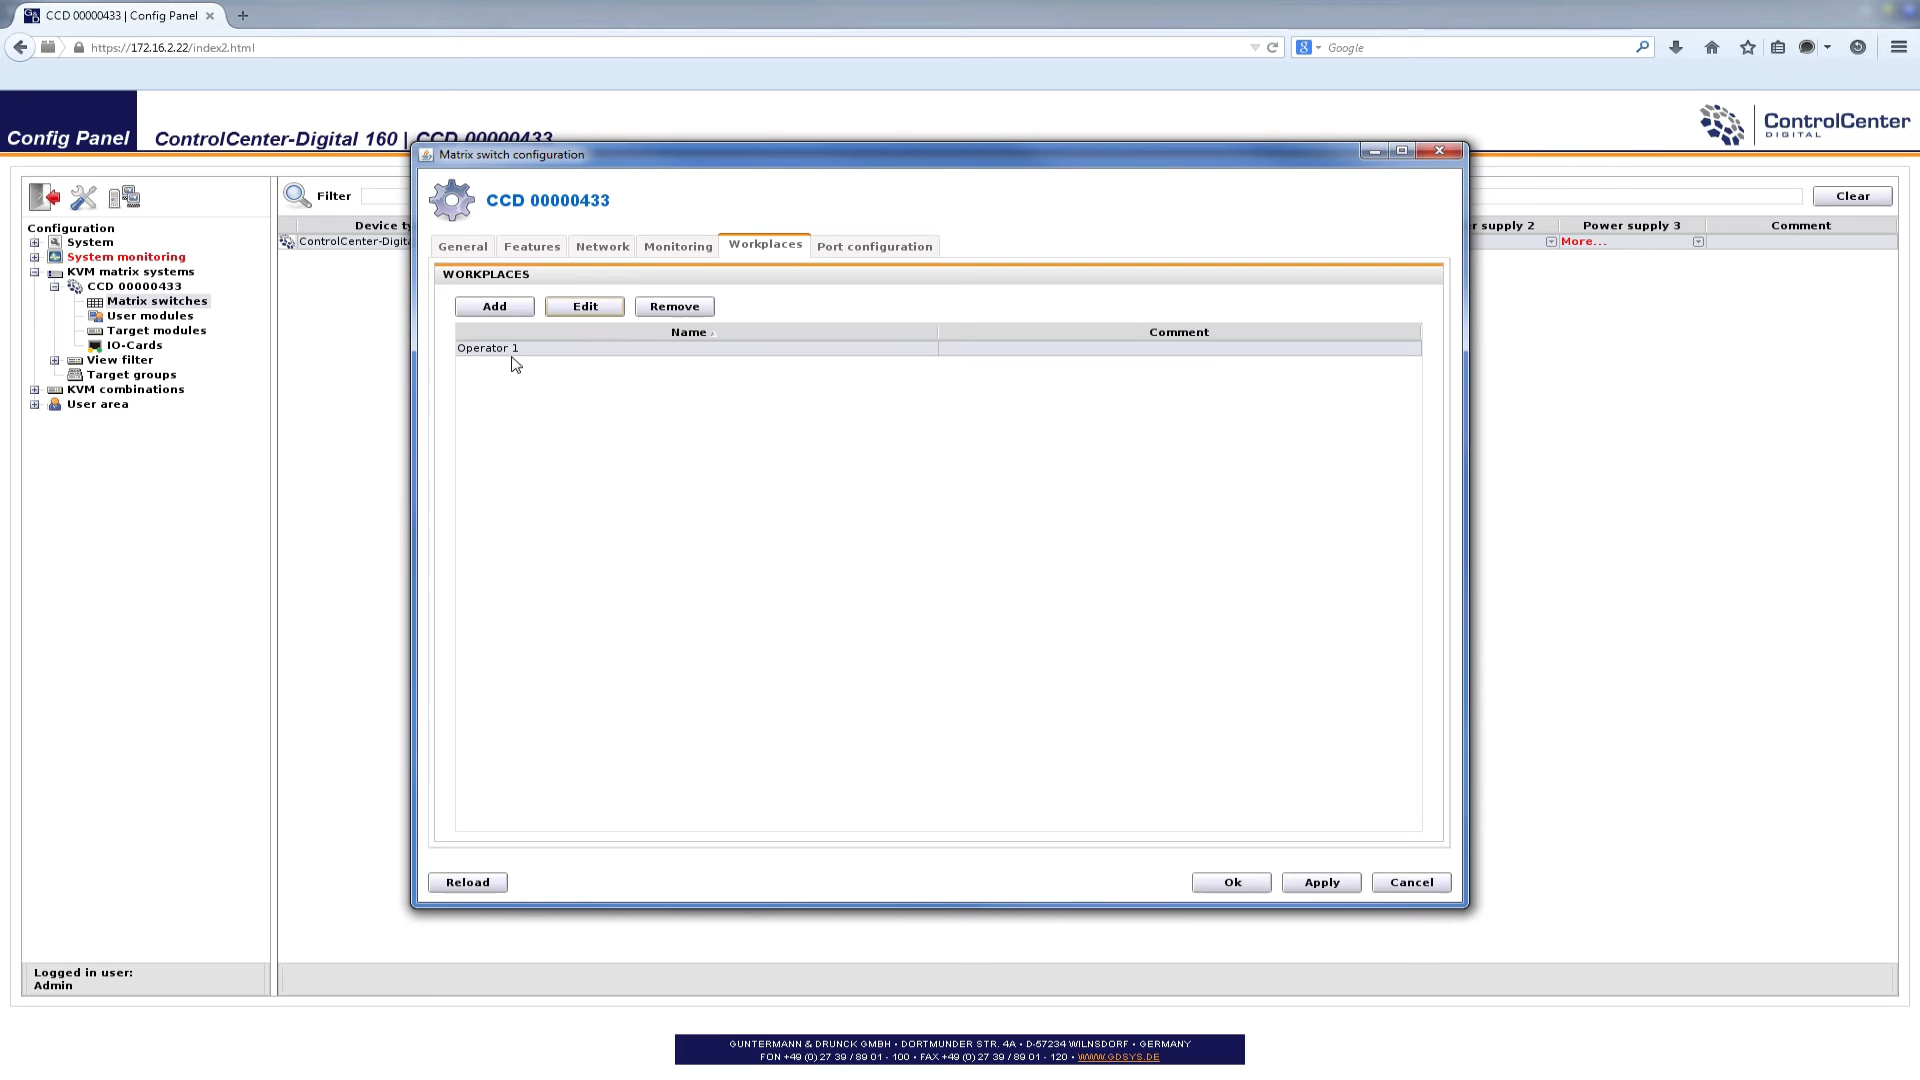 CCD 00000433 | Config Panel
https://172.16.2.22/index2.html
Google
Config Panel
ControlCenter-Digital 160 | CCD 00000433
ControlCenter
DIGITAL
Matrix switch configuration
CCD 00000433
Filter
Clear
Device ty
r supply 2
Power supply 3
Comment
ControlCenter-Digita
More...
Configuration
System
System monitoring
KVM matrix systems
CCD 00000433
Matrix switches
User modules
Target modules
IO-Cards
View filter
Target groups
KVM combinations
User area
General
Features
Network
Monitoring
Workplaces
Port configuration
WORKPLACES
Add
Edit
Remove
Name
Comment
Operator 1
Reload
Ok
Apply
Cancel
Logged in user:
Admin
GUNTERMANN & DRUNCK GMBH • DORTMUNDER STR. 4A • D-57234 WILNSDORF • GERMANY
FON +49 (0) 27 39 / 89 01 - 100 • FAX +49 (0) 27 39 / 89 01 - 120 • WWW.GDSYS.DE